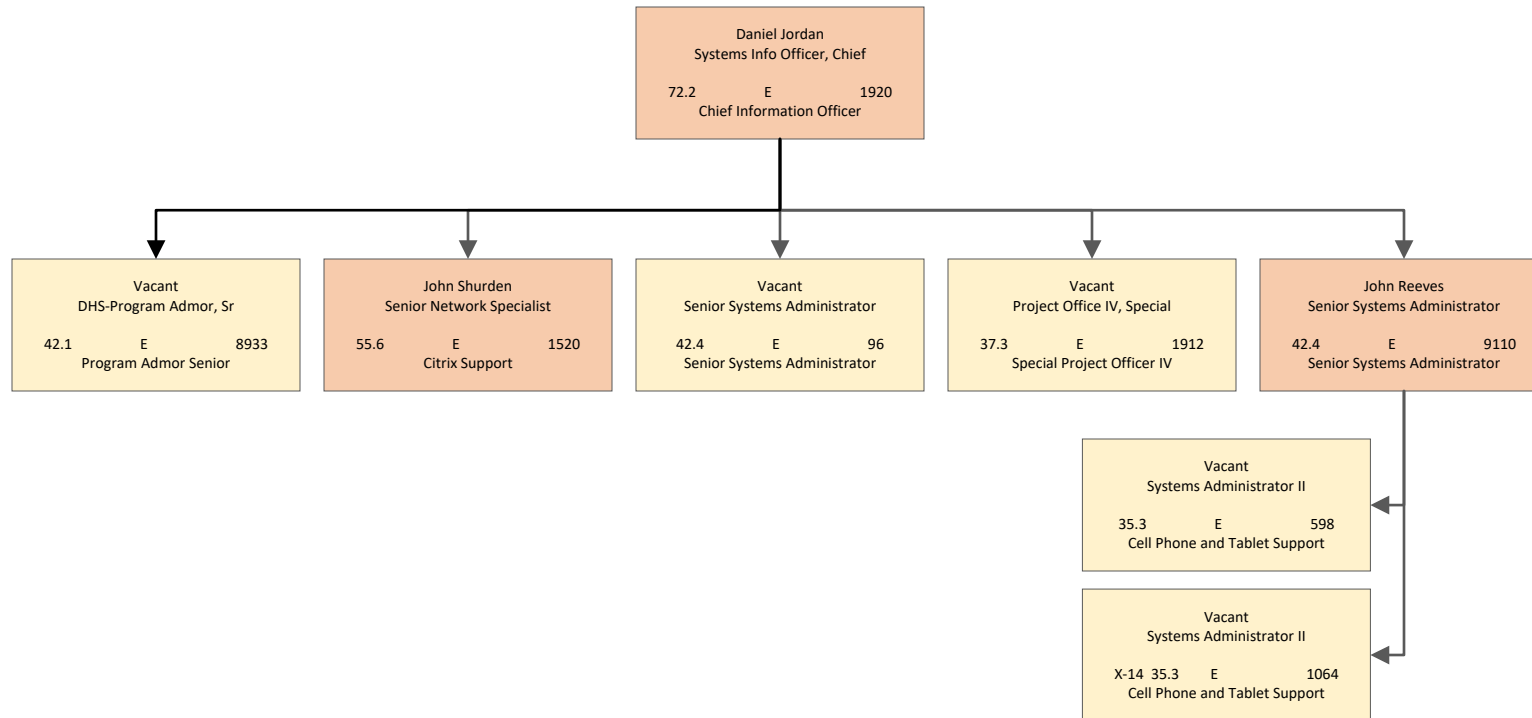 Daniel Jordan
Systems Info Officer, Chief
72.2 E 1920
Chief Information Officer
Vacant
DHS-Program Admor, Sr
42.1 E 8933
Program Admor Senior
John Shurden
Senior Network Specialist
55.6 E 1520
Citrix Support
Vacant
Senior Systems Administrator
42.4 E 96
Senior Systems Administrator
Vacant
Project Office IV, Special
37.3 E 1912
Special Project Officer IV
John Reeves
Senior Systems Administrator
42.4 E 9110
Senior Systems Administrator
Vacant
Systems Administrator II
35.3 E 598
Cell Phone and Tablet Support
Vacant
Systems Administrator II
X-14 35.3 E 1064
Cell Phone and Tablet Support